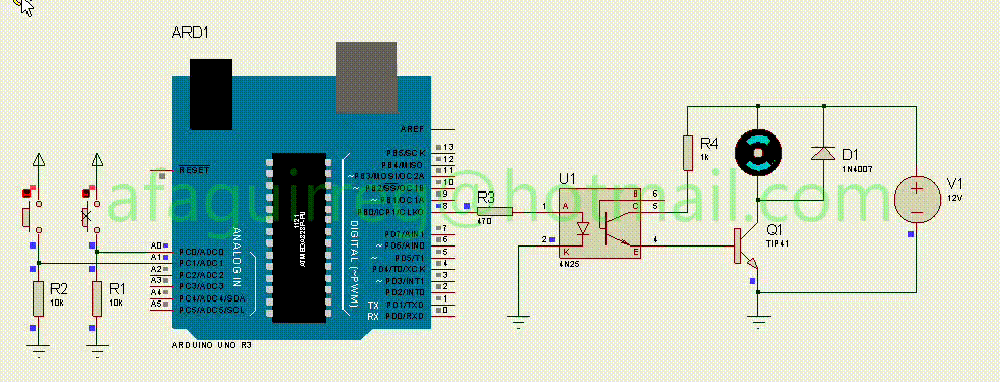 ARD1
AREF
RESET
PB5/SCK 13
PB4/MISO 12
~PB3/MOSI/OC2A 11
~PB2/SS/OC1B 10
~PB1/OC1A 9
PB0/ICP1/CLKO 8
PD7/AIN1 7
~PD6/AIN0 6
~PD5/T1 5
PD4/T0/XCK 4
~PD3/INT1 3
PD2/INT0 2
TX PD1/TXD 1
RX PD0/RXD 0
A0 PC0/ADC0
A1 PC1/ADC1
A2 PC2/ADC2
A3 PC3/ADC3
A4 PC4/ADC4/SDA
A5 PC5/ADC5/SCL
ANALOG IN
ATMEGA328P-PU
1121
DIGITAL (~PWM)
ARDUINO UNO R3
R2
10k
R1
10k
R3
470
U1
1 A
2 K
B 6
C 5
E 4
4N25
R4
1k
D1
1N4007
Q1
TIP41
V1
12V
afaguimel@hotmail.com